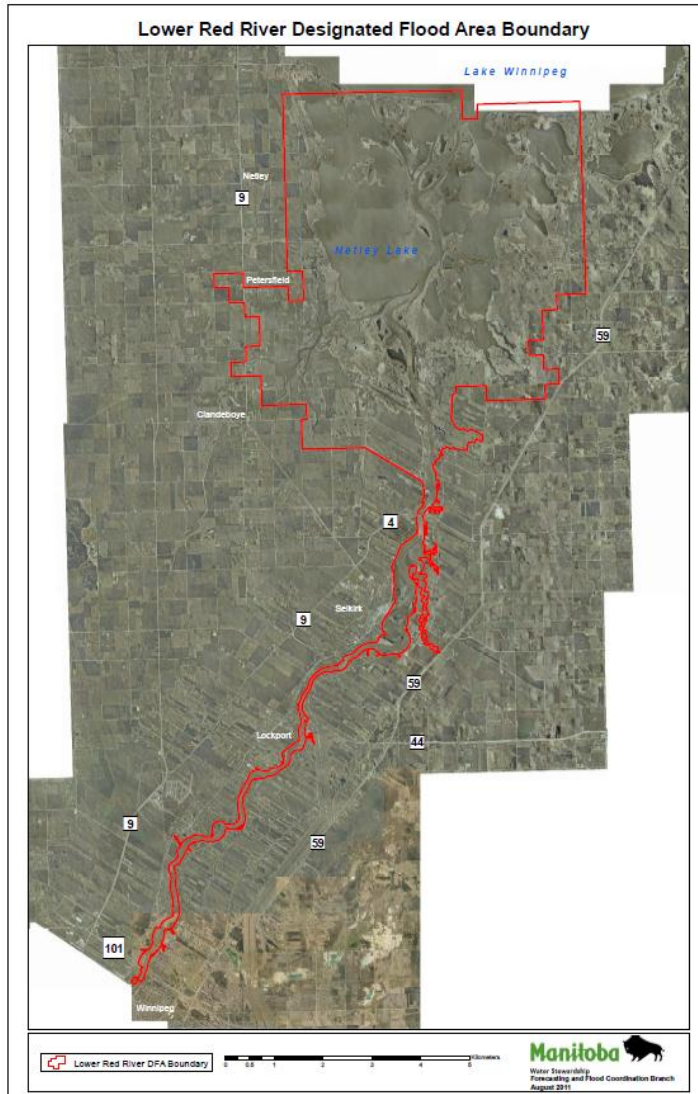 Lower Red River Designated Flood Area Boundary
Lake Winnipeg
Netley
9
Netley Lake
Petersfield
59
Clandeboye
4
Selkirk
9
59
Lockport
44
9
59
101
Winnipeg
Lower Red River DFA Boundary
Kilometers
0 0.5 1 2 3 4 5
Manitoba
Water Stewardship
Forecasting and Flood Coordination Branch
August 2011